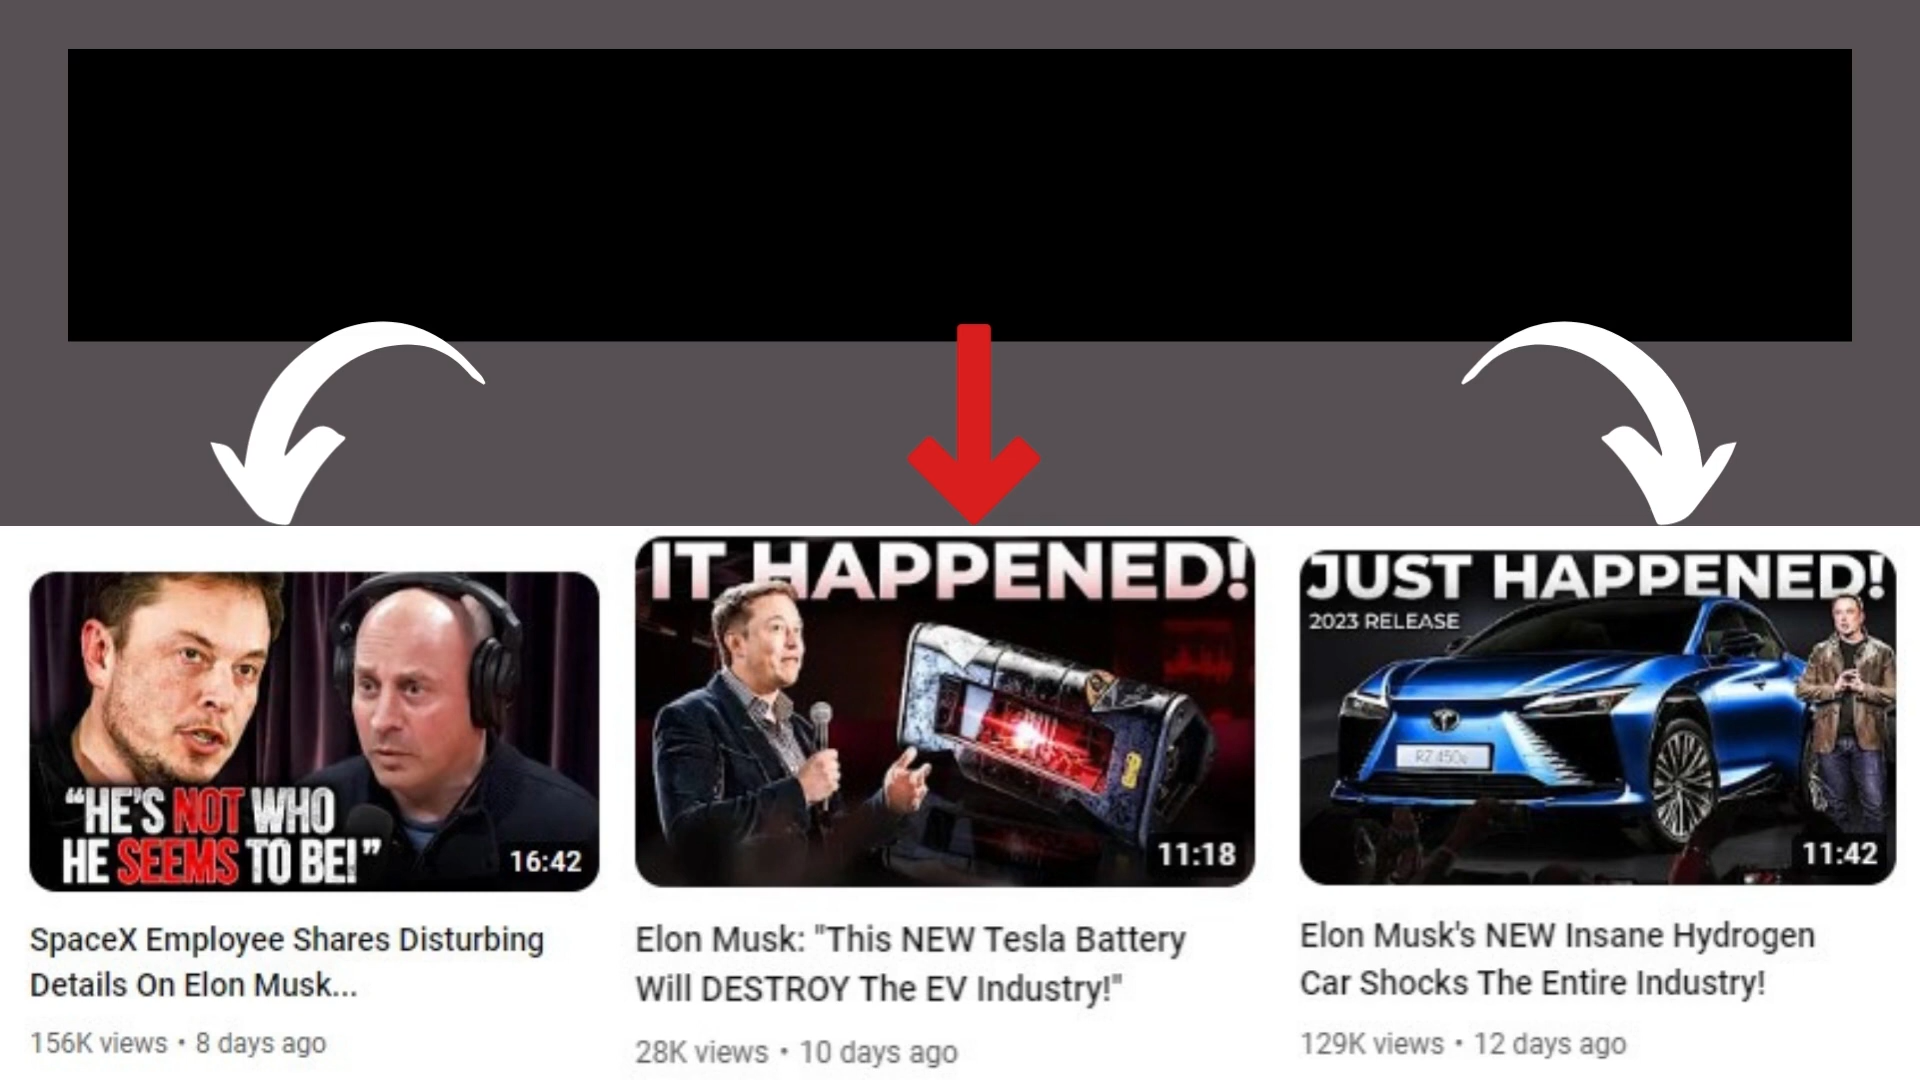 IT HAPPENED!
JUST HAPPENED!
2023 RELEASE
RZ 450e
“HE'S NOT WHO
HE SEEMS TO BE!”
16:42
11:18
11:42
SpaceX Employee Shares Disturbing
Details On Elon Musk...
156K views • 8 days ago
Elon Musk: "This NEW Tesla Battery
Will DESTROY The EV Industry!"
28K views • 10 days ago
Elon Musk's NEW Insane Hydrogen
Car Shocks The Entire Industry!
129K views • 12 days ago